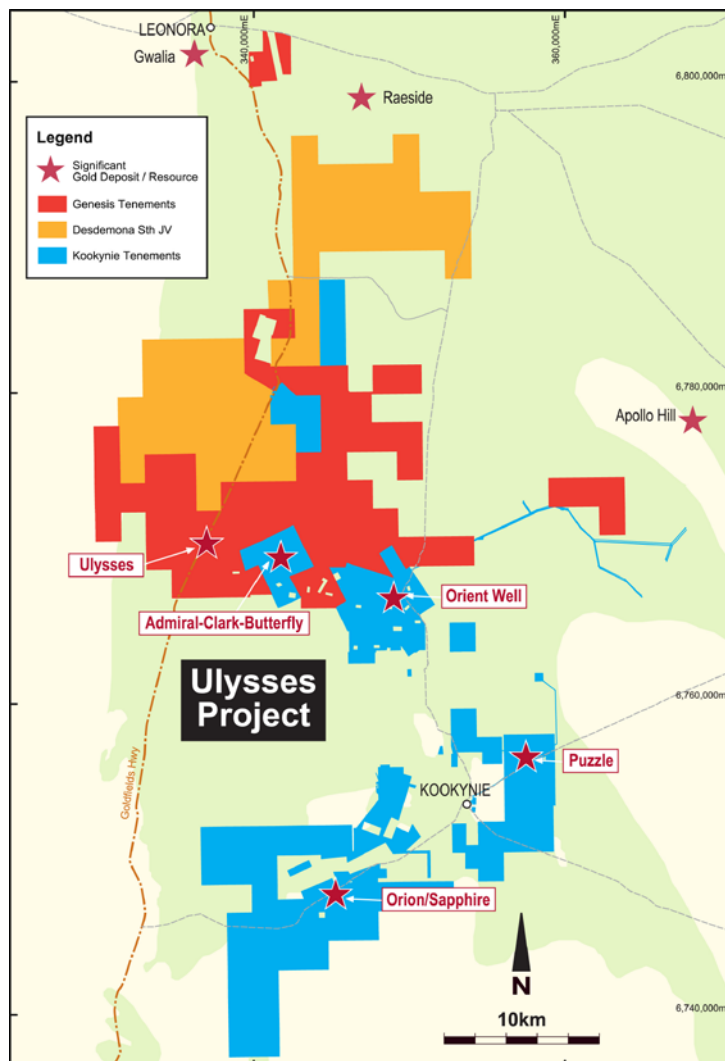 LEONORA
340,000mE
360,000mE
Gwalia
6,800,000mN
Raeside
Legend
Significant
Gold Deposit / Resource
Genesis Tenements
Desdemona Sth JV
Kookynie Tenements
6,780,000mN
Apollo Hill
Ulysses
Admiral-Clark-Butterfly
Orient Well
Ulysses
Project
6,760,000mN
Goldfields Hwy
Puzzle
KOOKYNIE
Orion/Sapphire
N
10km
6,740,000mN